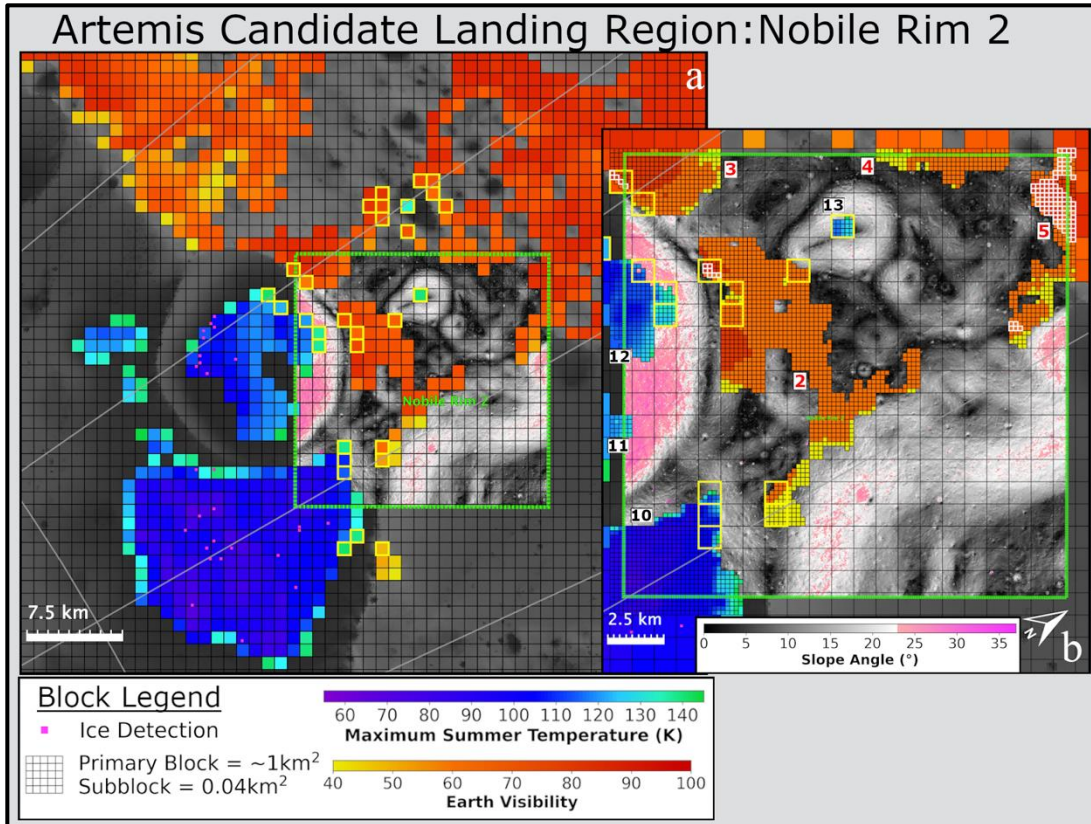 Artemis Candidate Landing Region:Nobile Rim 2
a
Nobile Rim 2
7.5 km
3
4
13
5
12
2
11
10
2.5 km
0 5 10 15 20 25 30 35
Slope Angle (°)
N
b
Block Legend
Ice Detection
Primary Block = ~1km²
Subblock = 0.04km²
60 70 80 90 100 110 120 130 140
Maximum Summer Temperature (K)
40 50 60 70 80 90 100
Earth Visibility